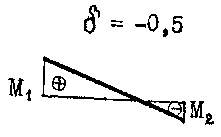 δ = -0,5
M₁ ⊕
⊖ M₂